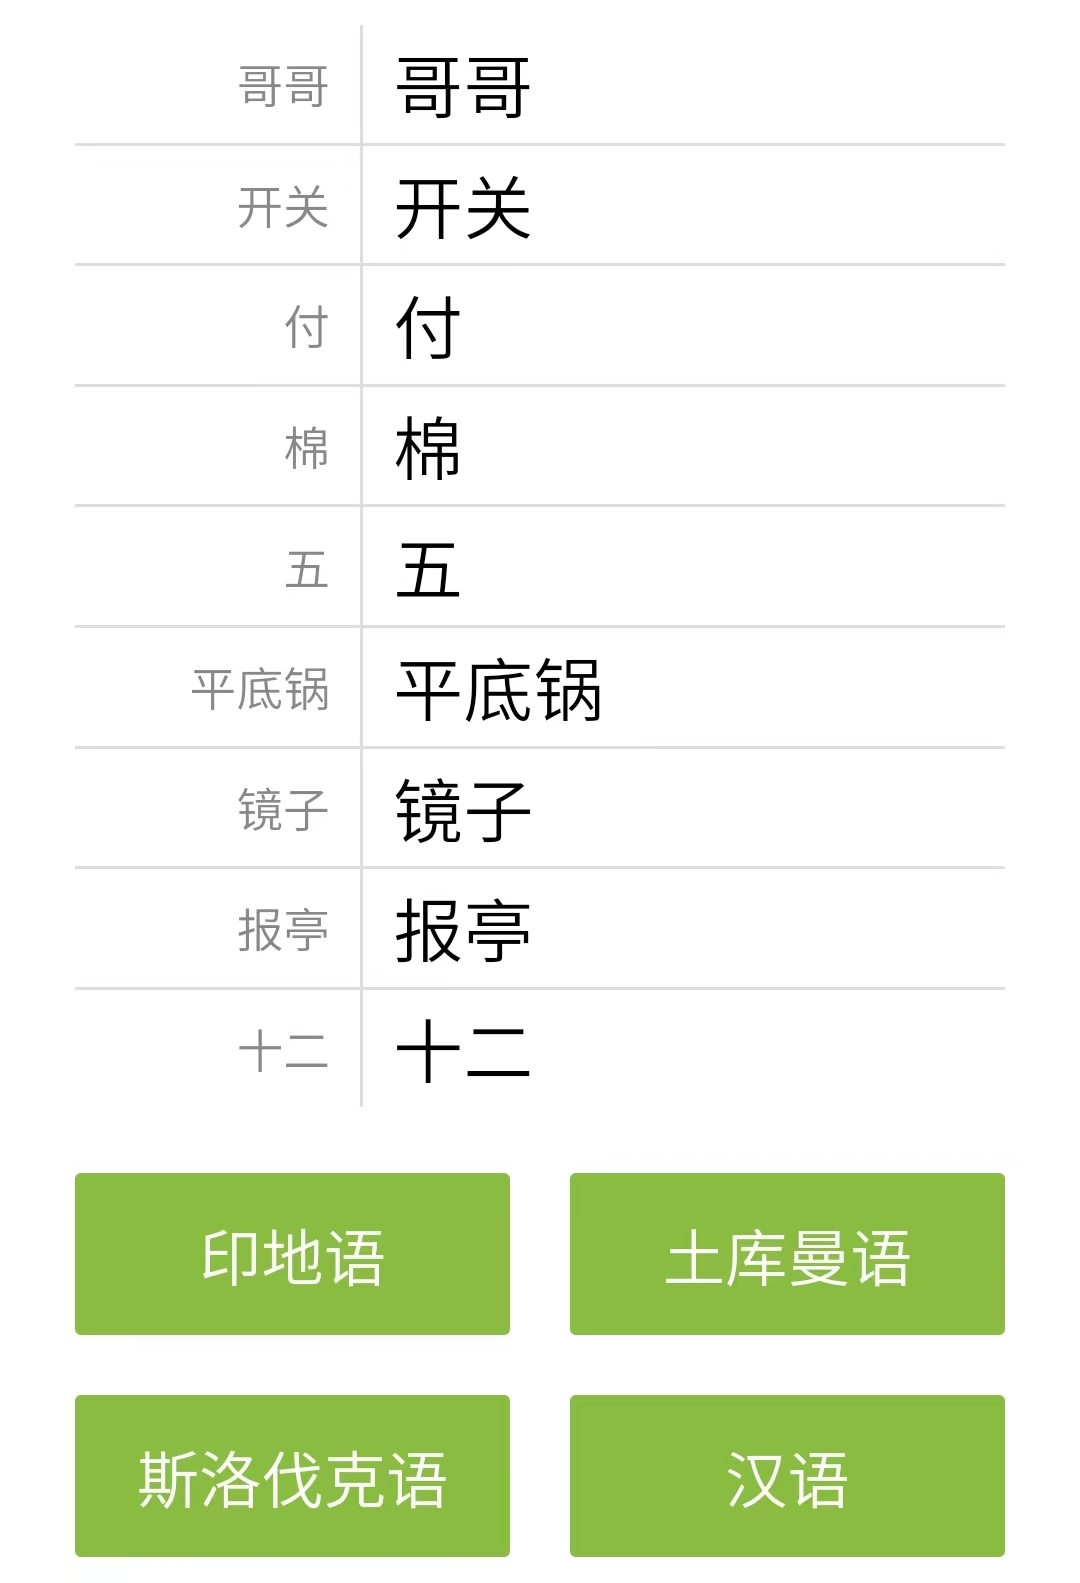 哥哥 哥哥
开关 开关
付 付
棉 棉
五 五
平底锅 平底锅
镜子 镜子
报亭 报亭
十二 十二
印地语 土库曼语
斯洛伐克语 汉语